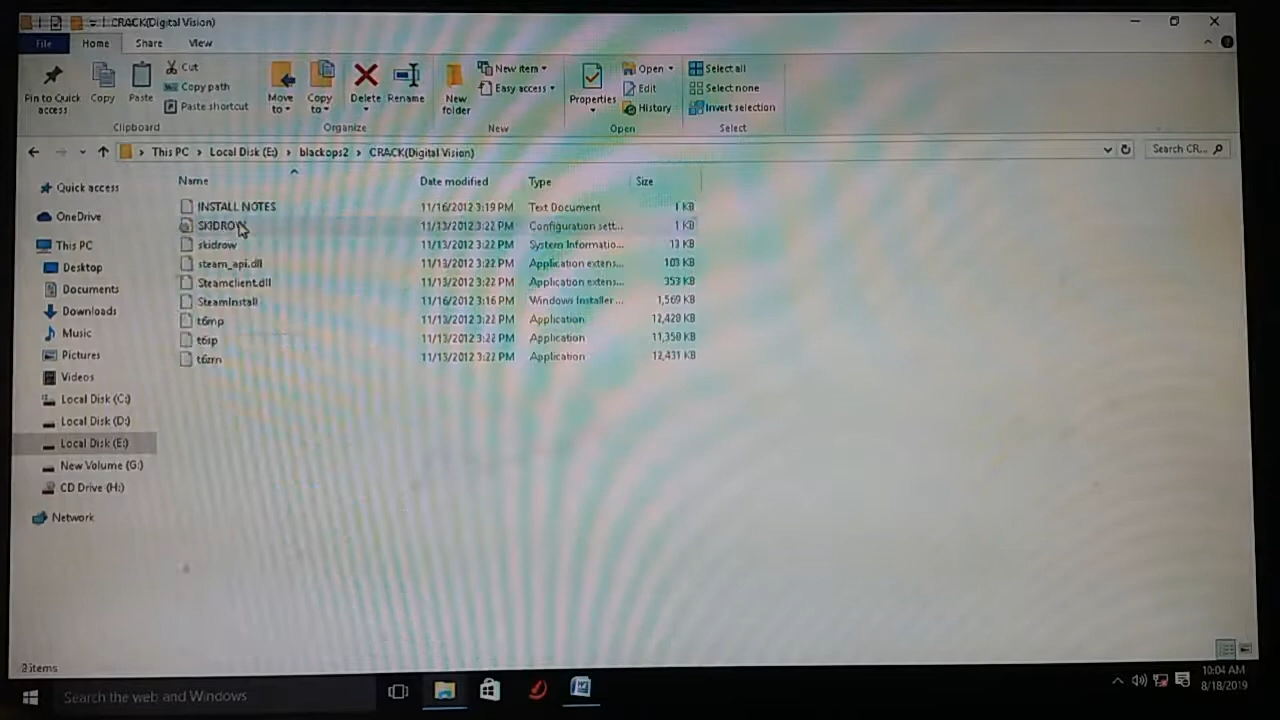 CRACK(Digital Vision)
File Home Share View
Pin to Quick access
Copy
Paste
Cut
Copy path
Paste shortcut
Clipboard
Move to
Copy to
Delete
Rename
Organize
New folder
New item
Easy access
New
Properties
Open
Edit
History
Open
Select all
Select none
Invert selection
Select
This PC > Local Disk (E:) > blackops2 > CRACK(Digital Vision)
Search CR...
Name Date modified Type Size
INSTALL NOTES 11/16/2012 3:19 PM Text Document 1 KB
SKIDROW 11/13/2012 3:22 PM Configuration sett... 1 KB
skidrow 11/13/2012 3:22 PM System Informatio... 13 KB
steam_api.dll 11/13/2012 3:22 PM Application extens... 103 KB
Steamclient.dll 11/13/2012 3:22 PM Application extens... 353 KB
SteamInstall 11/16/2012 3:16 PM Windows Installer ... 1,569 KB
t6mp 11/13/2012 3:22 PM Application 12,428 KB
t6sp 11/13/2012 3:22 PM Application 11,350 KB
t6zm 11/13/2012 3:22 PM Application 12,431 KB
Quick access
OneDrive
This PC
Desktop
Documents
Downloads
Music
Pictures
Videos
Local Disk (C:)
Local Disk (D:)
Local Disk (E:)
New Volume (G:)
CD Drive (H:)
Network
9 items
Search the web and Windows
10:04 AM
8/18/2019